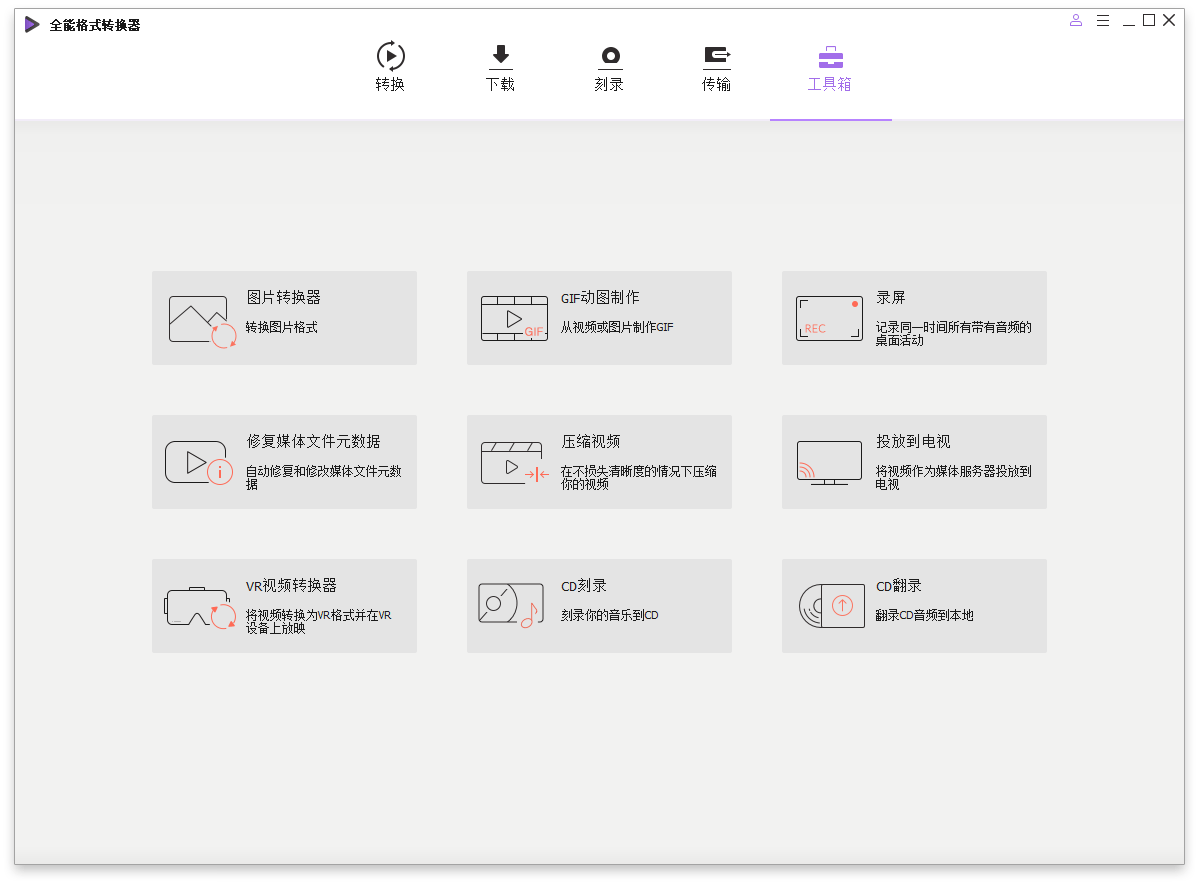 全能格式转换器
转换
下载
刻录
传输
工具箱
图片转换器
转换图片格式
GIF
GIF动图制作
从视频或图片制作GIF
REC
录屏
记录同一时间所有带有音频的
桌面活动
修复媒体文件元数据
自动修复和修改媒体文件元数
据
压缩视频
在不损失清晰度的情况下压缩
你的视频
投放到电视
将视频作为媒体服务器投放到
电视
VR视频转换器
将视频转换为VR格式并在VR
设备上放映
CD刻录
刻录你的音乐到CD
CD翻录
翻录CD音频到本地